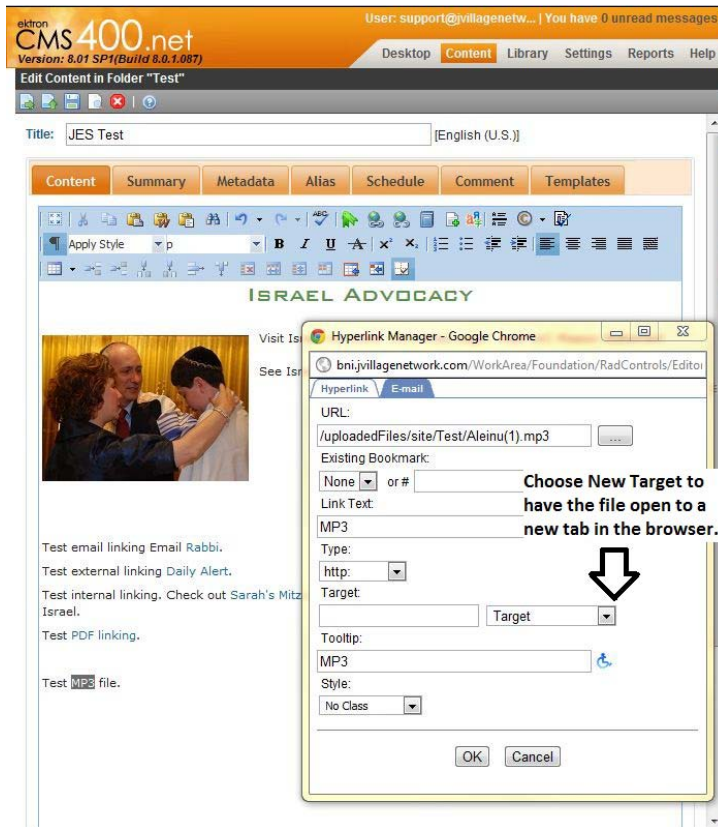 ektron
CMS400.net
Version: 8.01 SP1(Build 8.0.1.087)
User: support@jvillagenetw... | You have 0 unread messages
Desktop Content Library Settings Reports Help
Edit Content in Folder "Test"
Title: JES Test [English (U.S.)]
Content Summary Metadata Alias Schedule Comment Templates
ABC
Apply Style p B I U A x² X₂
ISRAEL ADVOCACY
Visit Is
See Isr
Test email linking Email Rabbi.
Test external linking Daily Alert.
Test internal linking. Check out Sarah's Mitz
Israel.
Test PDF linking.
Test MP3 file.
Hyperlink Manager - Google Chrome
bni.jvillagenetwork.com/WorkArea/Foundation/RadControls/Editor
Hyperlink E-mail
URL:
/uploadedFiles/site/Test/Aleinu(1).mp3 ...
Existing Bookmark:
None or #
Link Text:
MP3
Type:
http:
Target:
Target
Tooltip:
MP3
Style:
No Class
OK Cancel
Choose New Target to
have the file open to a
new tab in the browser.